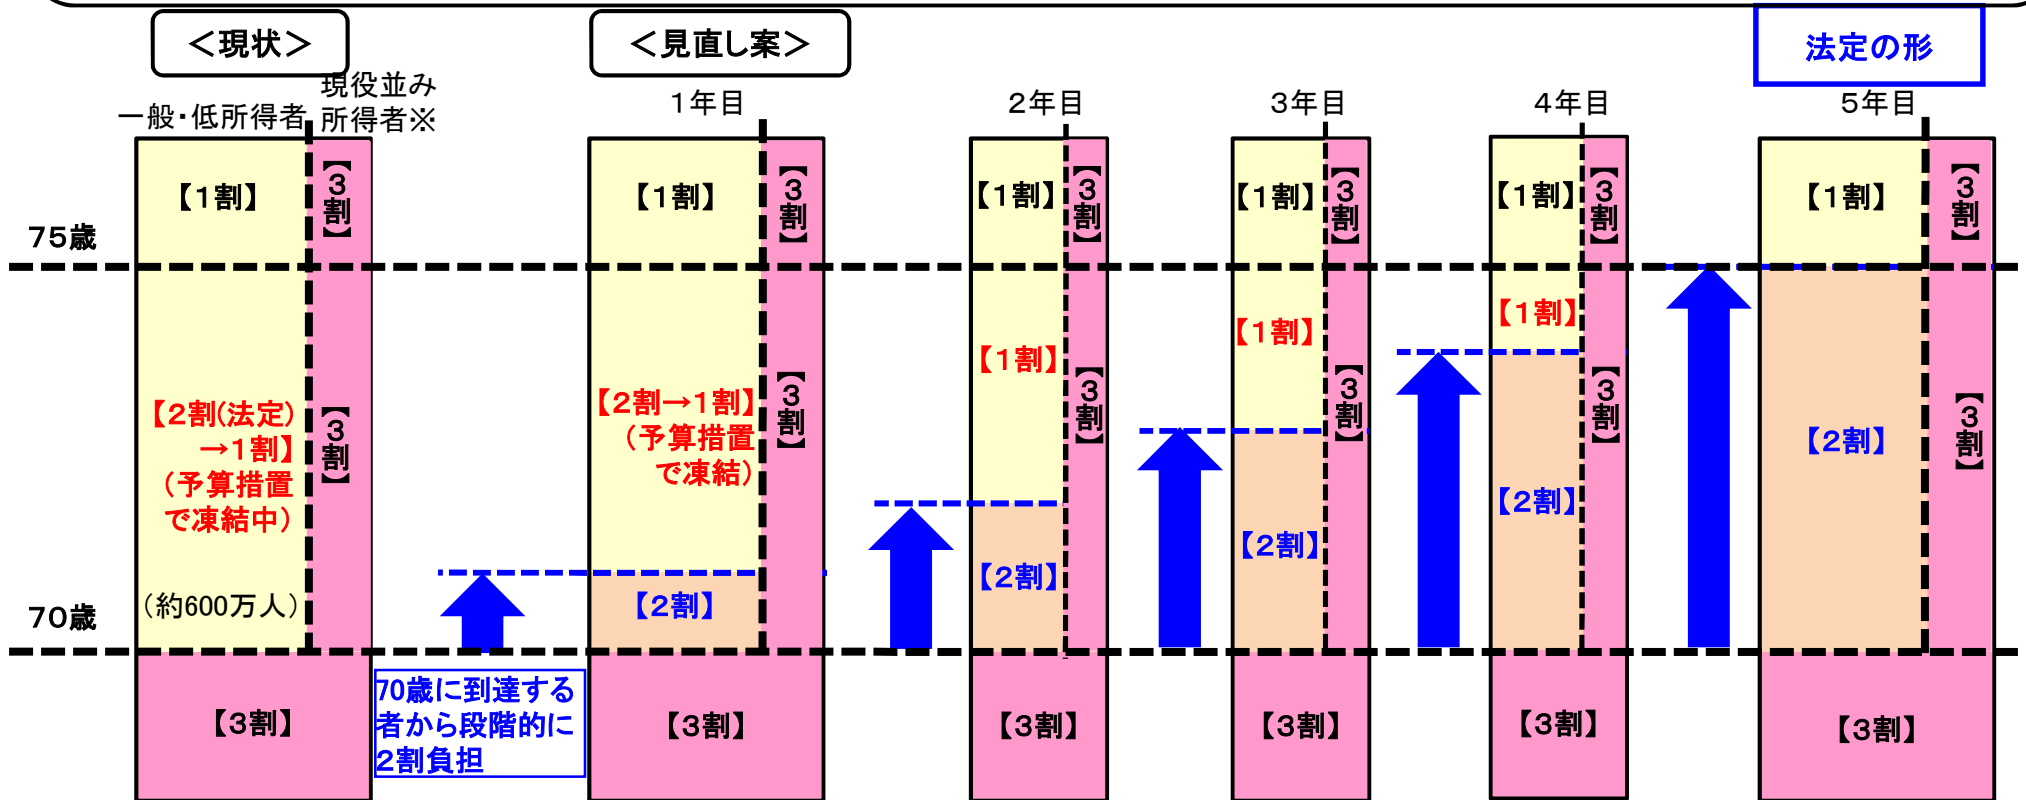 ＜現状＞
＜見直し案＞
法定の形
一般・低所得者
現役並み
所得者※
1年目
2年目
3年目
4年目
5年目
75歳
70歳
【1割】
【3割】
【2割(法定)
→1割】
（予算措置
で凍結中）
（約600万人）
【3割】
【3割】
70歳に到達する
者から段階的に
2割負担
【1割】
【3割】
【2割→1割】
（予算措置
で凍結）
【3割】
【2割】
【3割】
【1割】
【3割】
【1割】
【3割】
【2割】
【3割】
【1割】
【3割】
【1割】
【3割】
【2割】
【3割】
【1割】
【3割】
【1割】
【3割】
【2割】
【3割】
【1割】
【3割】
【2割】
【3割】
【3割】